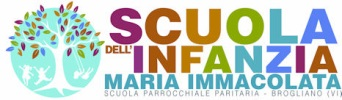 SCUOLA
DELL'INFANZIA
MARIA IMMACOLATA
SCUOLA PARROCCHIALE PARITARIA - BROGLIANO (VI)